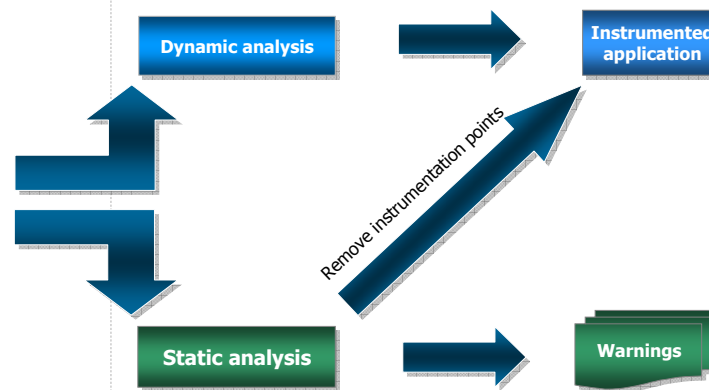 Dynamic analysis
Instrumented
application
Remove instrumentation points
Static analysis
Warnings